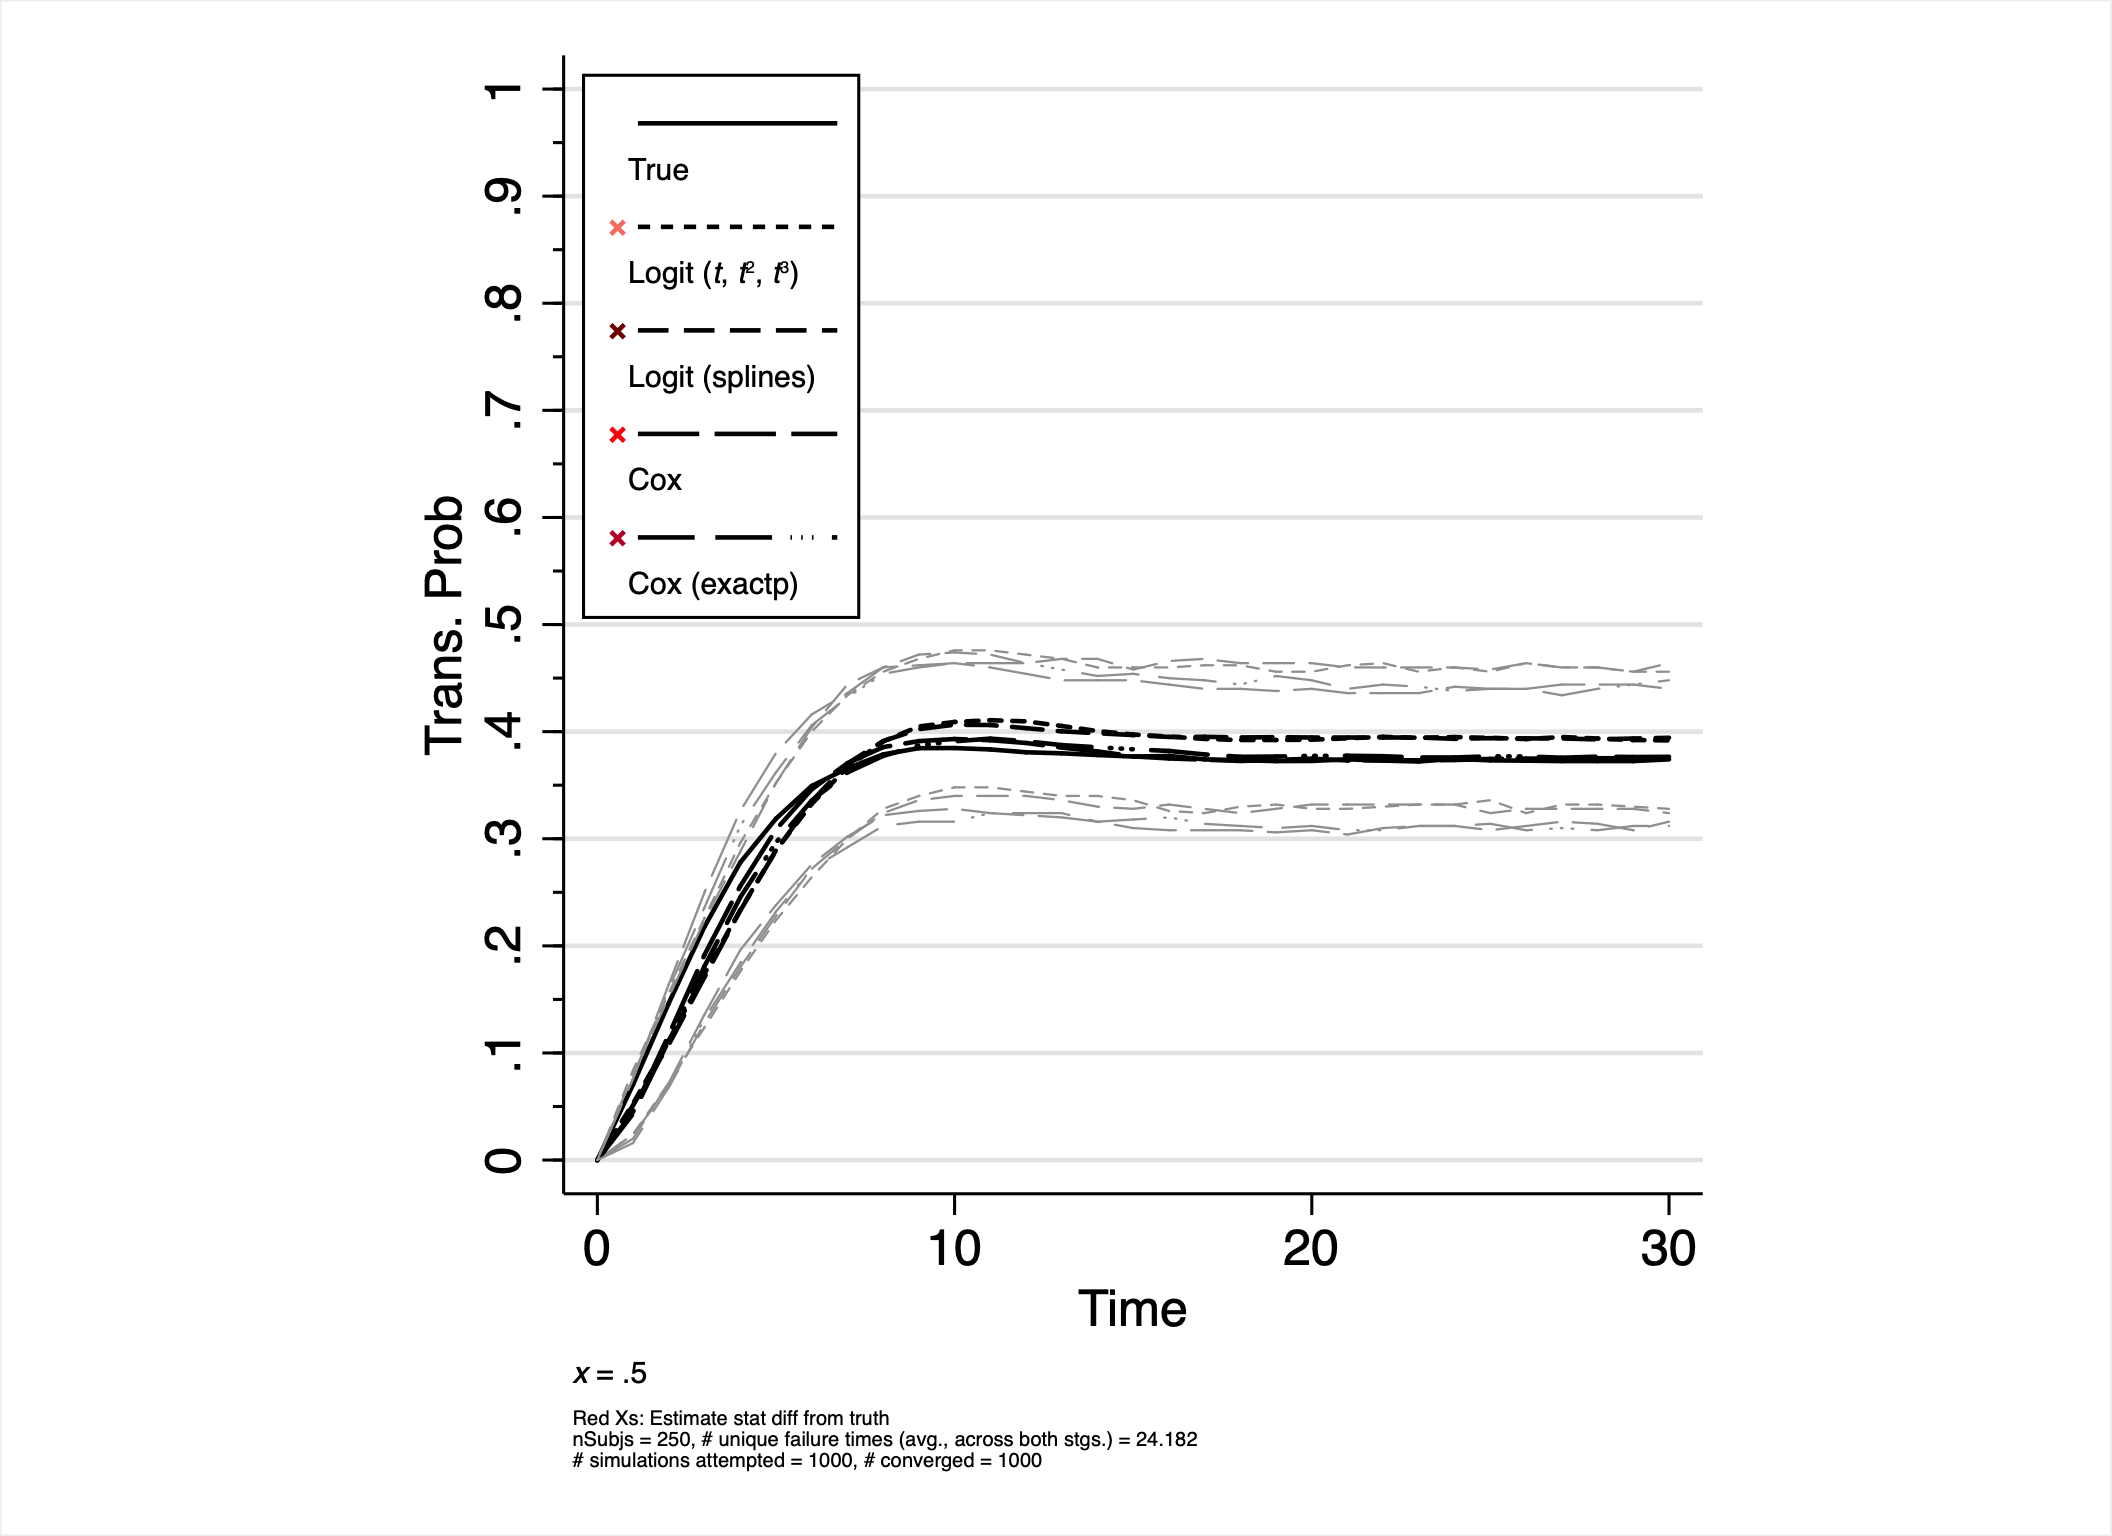 1
.9
.8
.7
.6
.5
.4
.3
.2
.1
0
Trans. Prob
True
Logit (t, t², t³)
Logit (splines)
Cox
Cox (exactp)
0 10 20 30
Time
x = .5
Red Xs: Estimate stat diff from truth
nSubjs = 250, # unique failure times (avg., across both stgs.) = 24.182
# simulations attempted = 1000, # converged = 1000